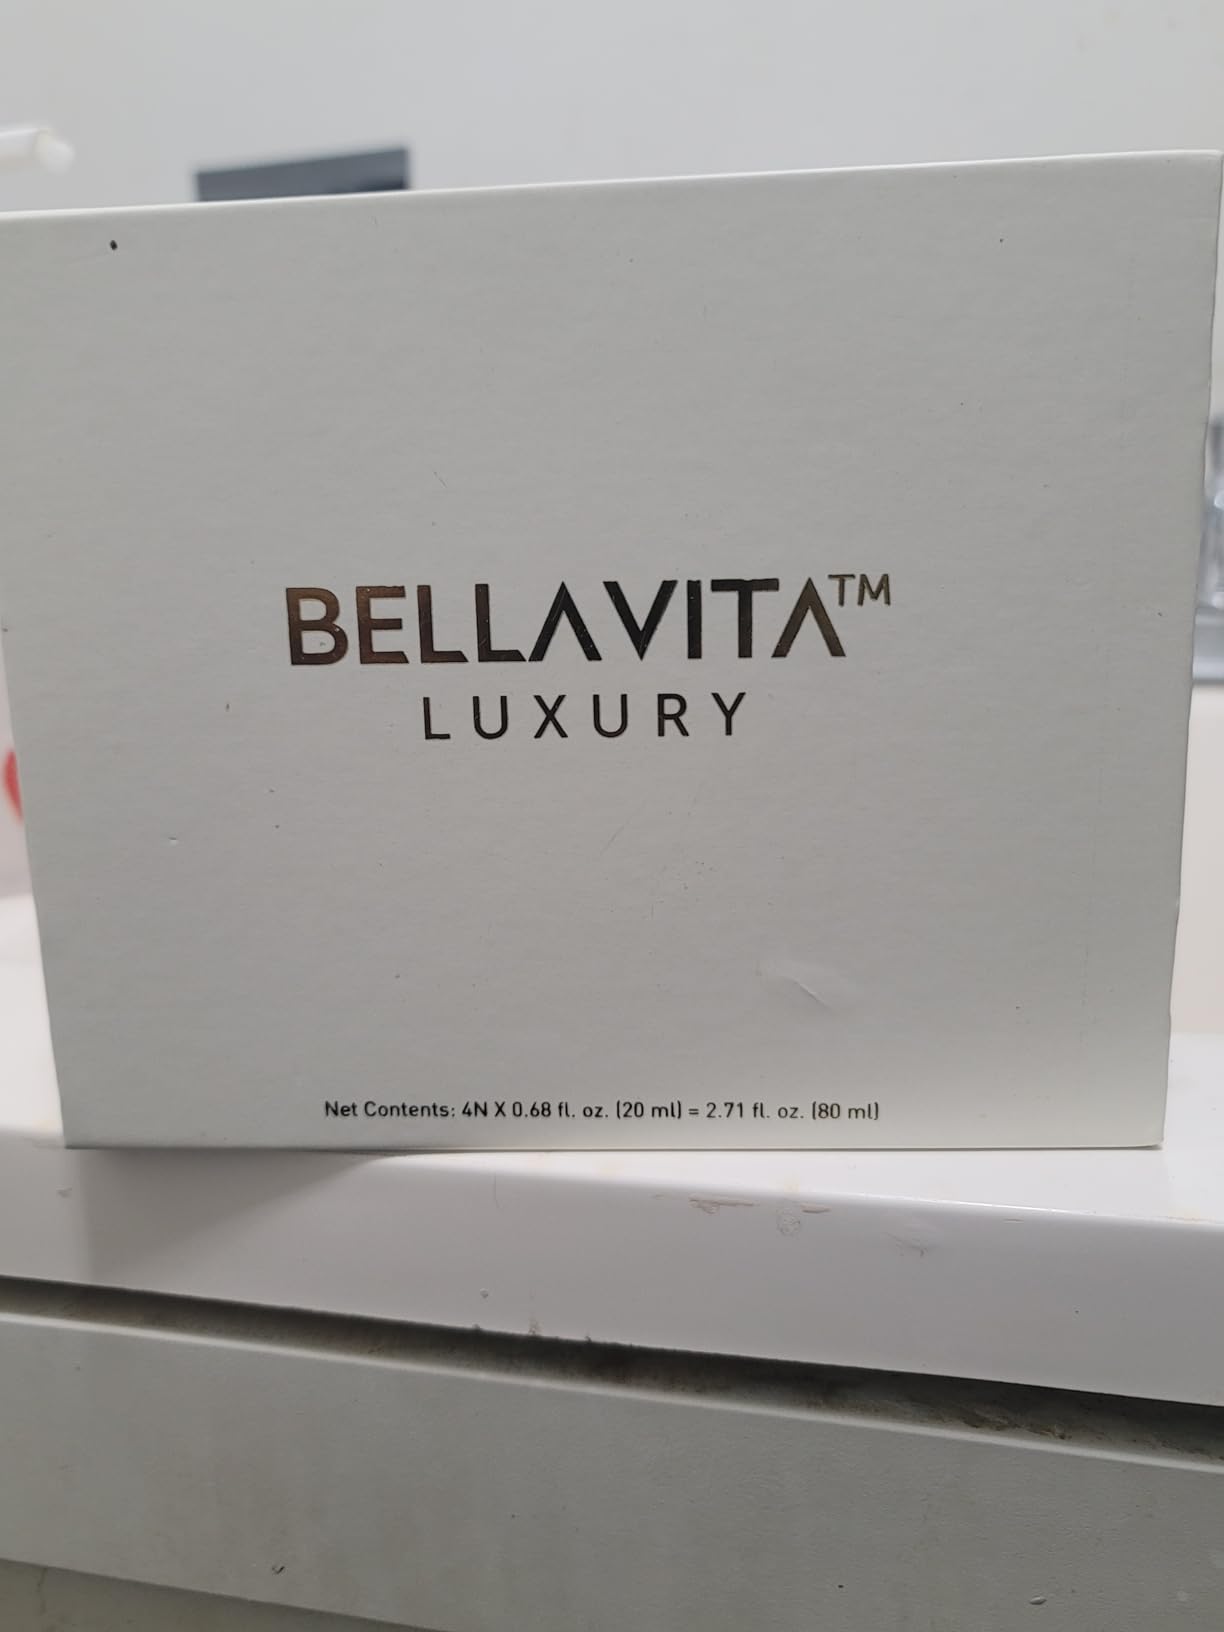 BELLAVITA™
LUXURY
Net Contents: 4N X 0.68 fl. oz. (20 ml) = 2.71 fl. oz. (80 ml)